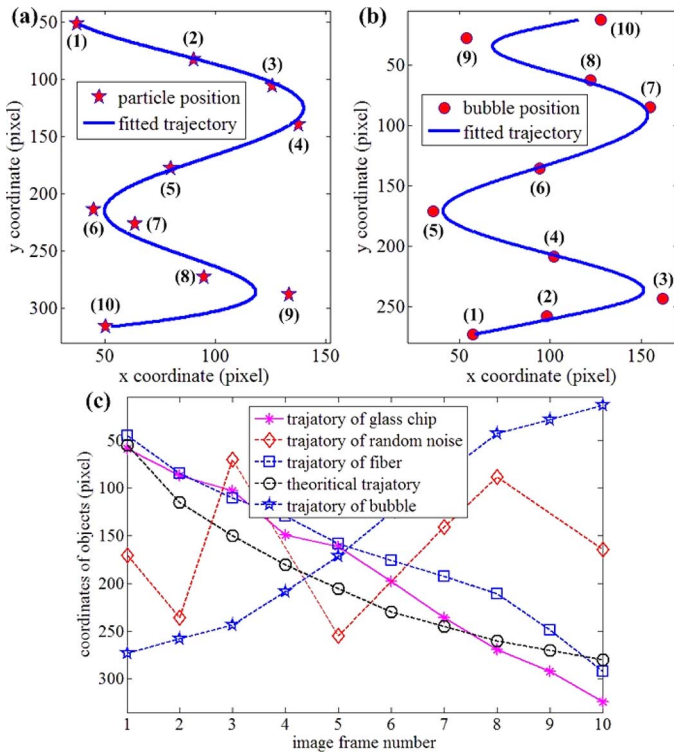 (a)
50
100
150
200
250
300
y coordinate (pixel)
(1)
(2)
(3)
particle position
fitted trajectory
(4)
(5)
(6)
(7)
(8)
(9)
(10)
50
100
150
x coordinate (pixel)
(b)
50
100
150
200
250
y coordinate (pixel)
(10)
(9)
(8)
(7)
bubble position
fitted trajectory
(6)
(5)
(4)
(3)
(2)
(1)
50
100
150
x coordinate (pixel)
(c)
50
100
150
200
250
300
coordinates of objects (pixel)
trajatory of glass chip
trajatory of random noise
trajatory of fiber
theoritical trajatory
trajatory of bubble
1 2 3 4 5 6 7 8 9 10
image frame number